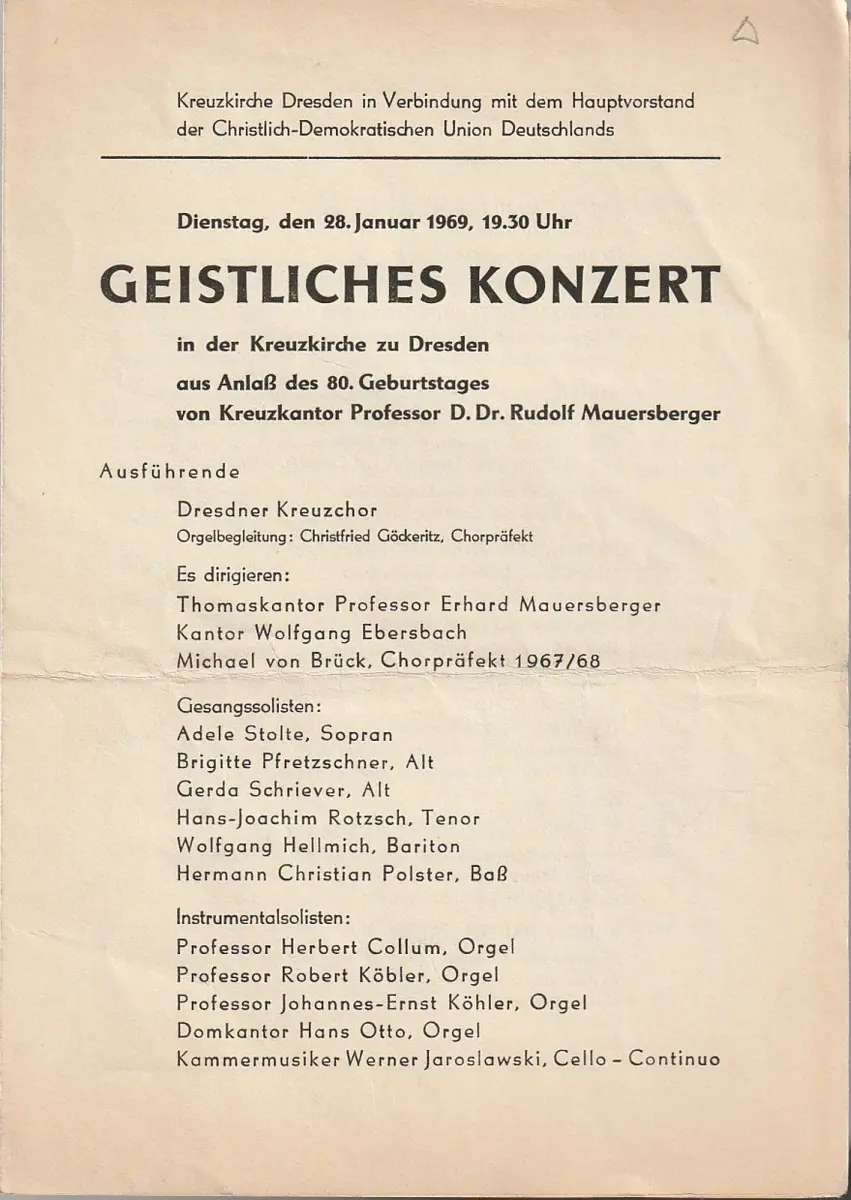 Kreuzkirche Dresden in Verbindung mit dem Hauptvorstand
der Christlich-Demokratischen Union Deutschlands
Dienstag, den 28. Januar 1969, 19.30 Uhr
GEISTLICHES KONZERT
in der Kreuzkirche zu Dresden
aus Anlaß des 80. Geburtstages
von Kreuzkantor Professor D. Dr. Rudolf Mauersberger
Ausführende
Dresdner Kreuzchor
Orgelbegleitung: Christfried Göckeritz, Chorpräfekt
Es dirigieren:
Thomaskantor Professor Erhard Mauersberger
Kantor Wolfgang Ebersbach
Michael von Brück, Chorpräfekt 1967/68
Gesangssolisten:
Adele Stolte, Sopran
Brigitte Pfretzschner, Alt
Gerda Schriever, Alt
Hans-Joachim Rotzsch, Tenor
Wolfgang Hellmich, Bariton
Hermann Christian Polster, Baß
Instrumentalsolisten:
Professor Herbert Collum, Orgel
Professor Robert Köbler, Orgel
Professor Johannes-Ernst Köhler, Orgel
Domkantor Hans Otto, Orgel
Kammermusiker Werner Jaroslawski, Cello – Continuo